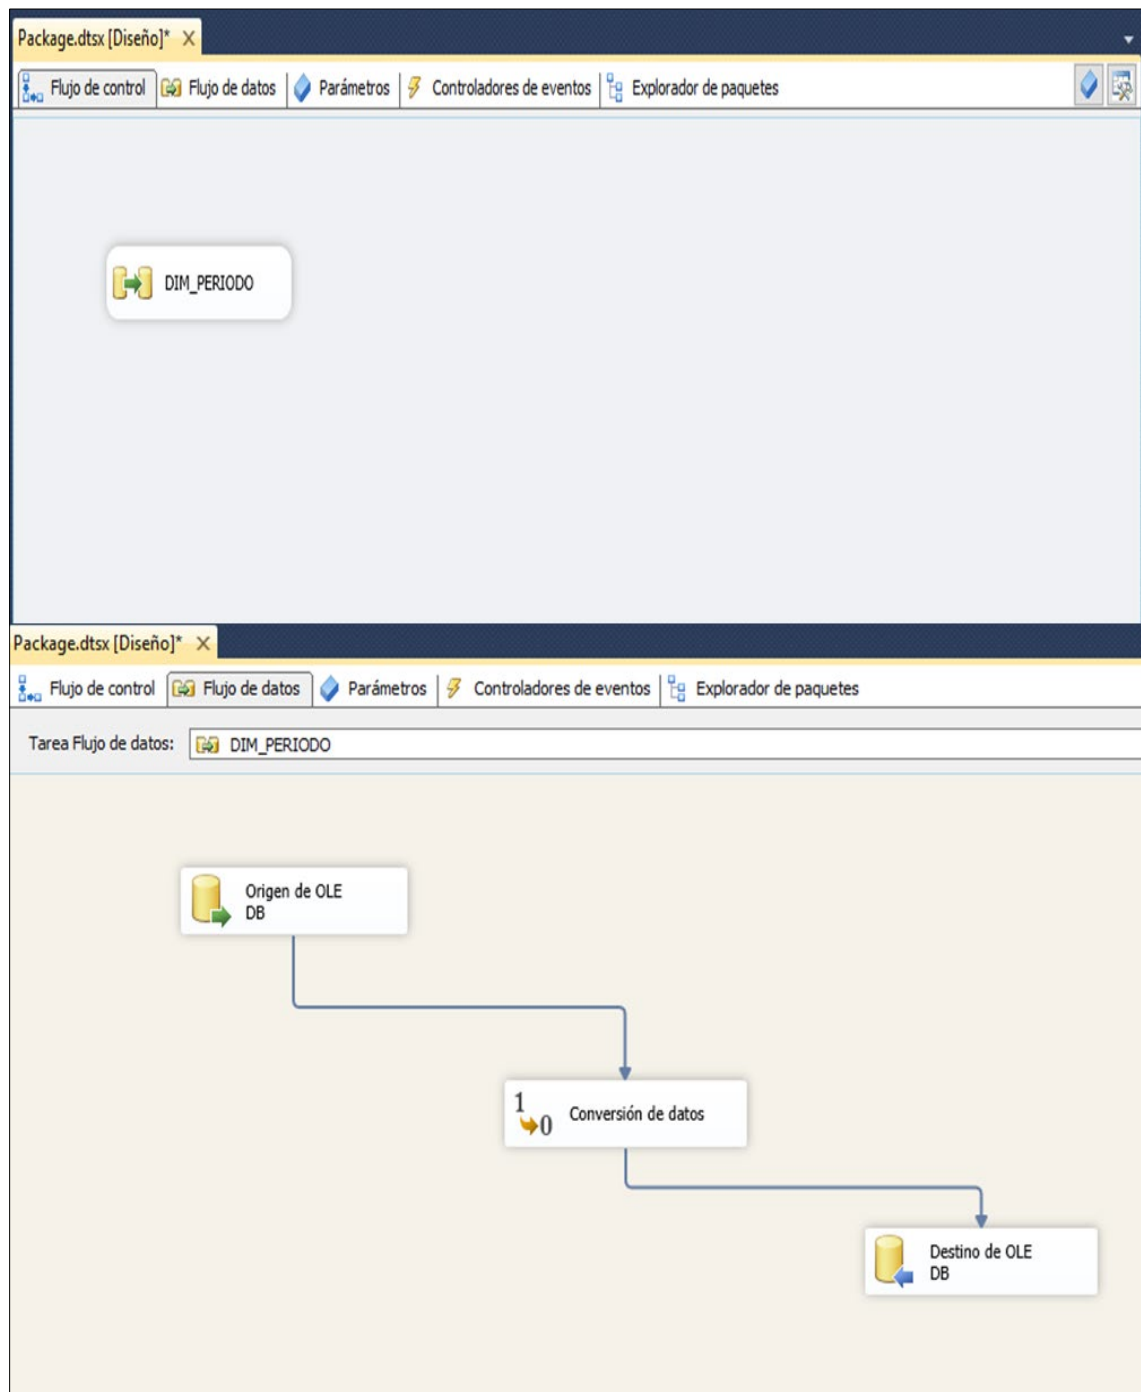 Package.dtsx [Diseño]*
Flujo de control Flujo de datos Parámetros Controladores de eventos Explorador de paquetes
DIM_PERIODO
Package.dtsx [Diseño]*
Flujo de control Flujo de datos Parámetros Controladores de eventos Explorador de paquetes
Tarea Flujo de datos: DIM_PERIODO
Origen de OLE
DB
1
0
Conversión de datos
Destino de OLE
DB